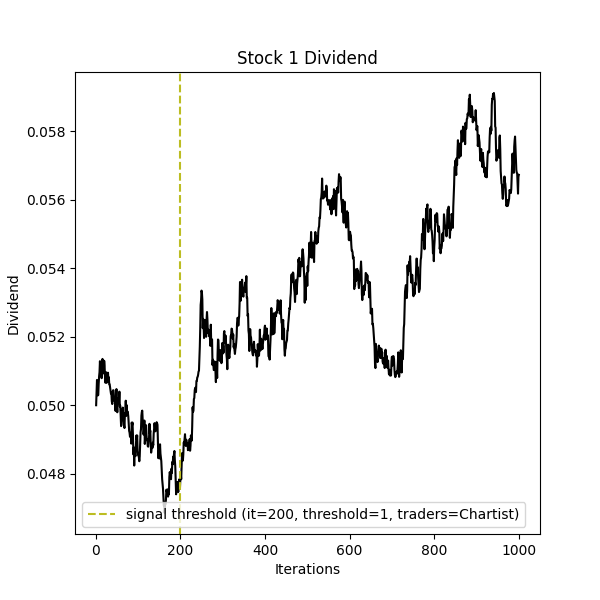 Stock 1 Dividend
Dividend
0.058
0.056
0.054
0.052
0.050
0.048
signal threshold (it=200, threshold=1, traders=Chartist)
0 200 400 600 800 1000
Iterations